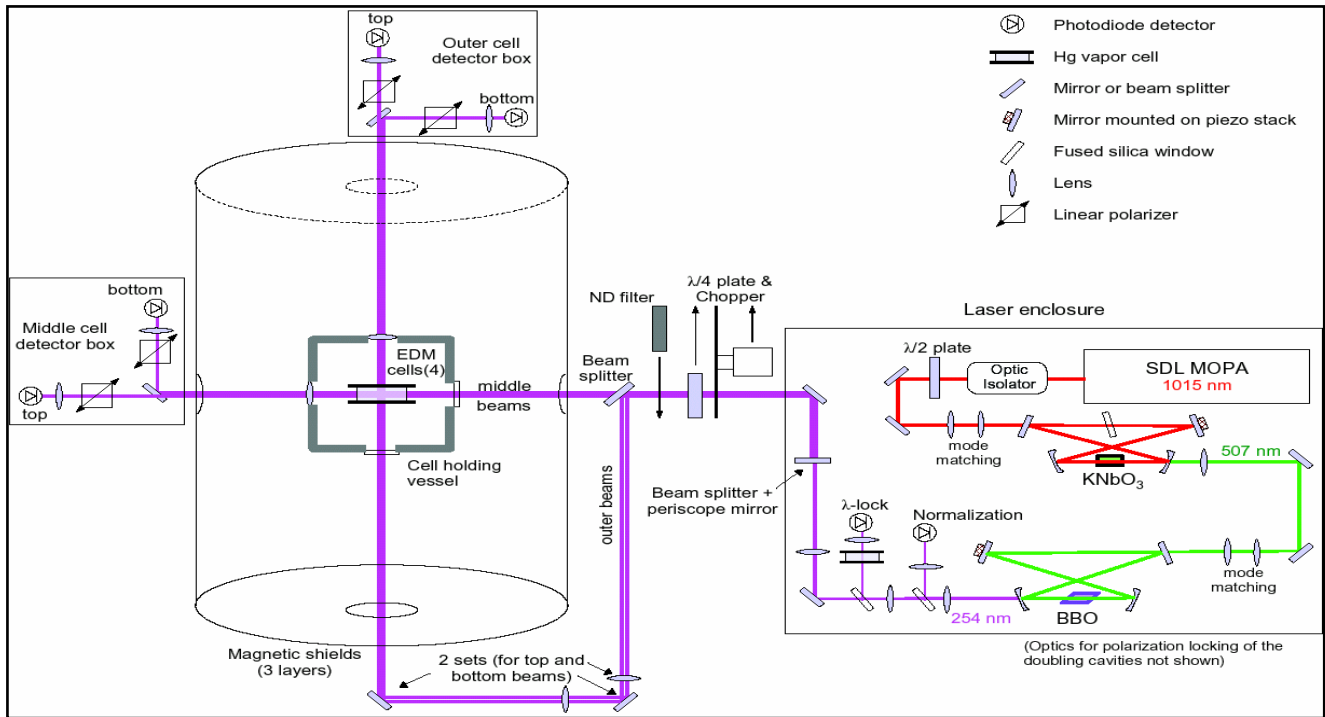 top
Outer cell
detector box
bottom
Photodiode detector
Hg vapor cell
Mirror or beam splitter
Mirror mounted on piezo stack
Fused silica window
Lens
Linear polarizer
bottom
Middle cell
detector box
top
EDM
cells(4)
middle
beams
Cell holding
vessel
Beam
splitter
ND filter
λ/4 plate &
Chopper
outer beams
Magnetic shields
(3 layers)
2 sets (for top and
bottom beams)
Beam splitter +
periscope mirror
Laser enclosure
λ/2 plate
Optic
Isolator
SDL MOPA
1015 nm
mode
matching
KNbO3
507 nm
λ-lock
Normalization
mode
matching
254 nm
BBO
(Optics for polarization locking of the
doubling cavities not shown)